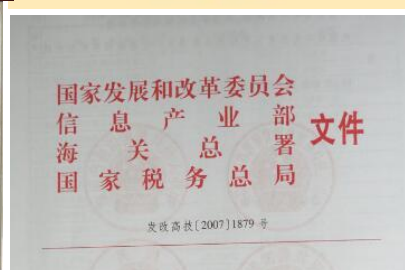 国家发展和改革委员会
信息产业部
海关总署
国家税务总局
文件
发改高技〔2007〕1879号